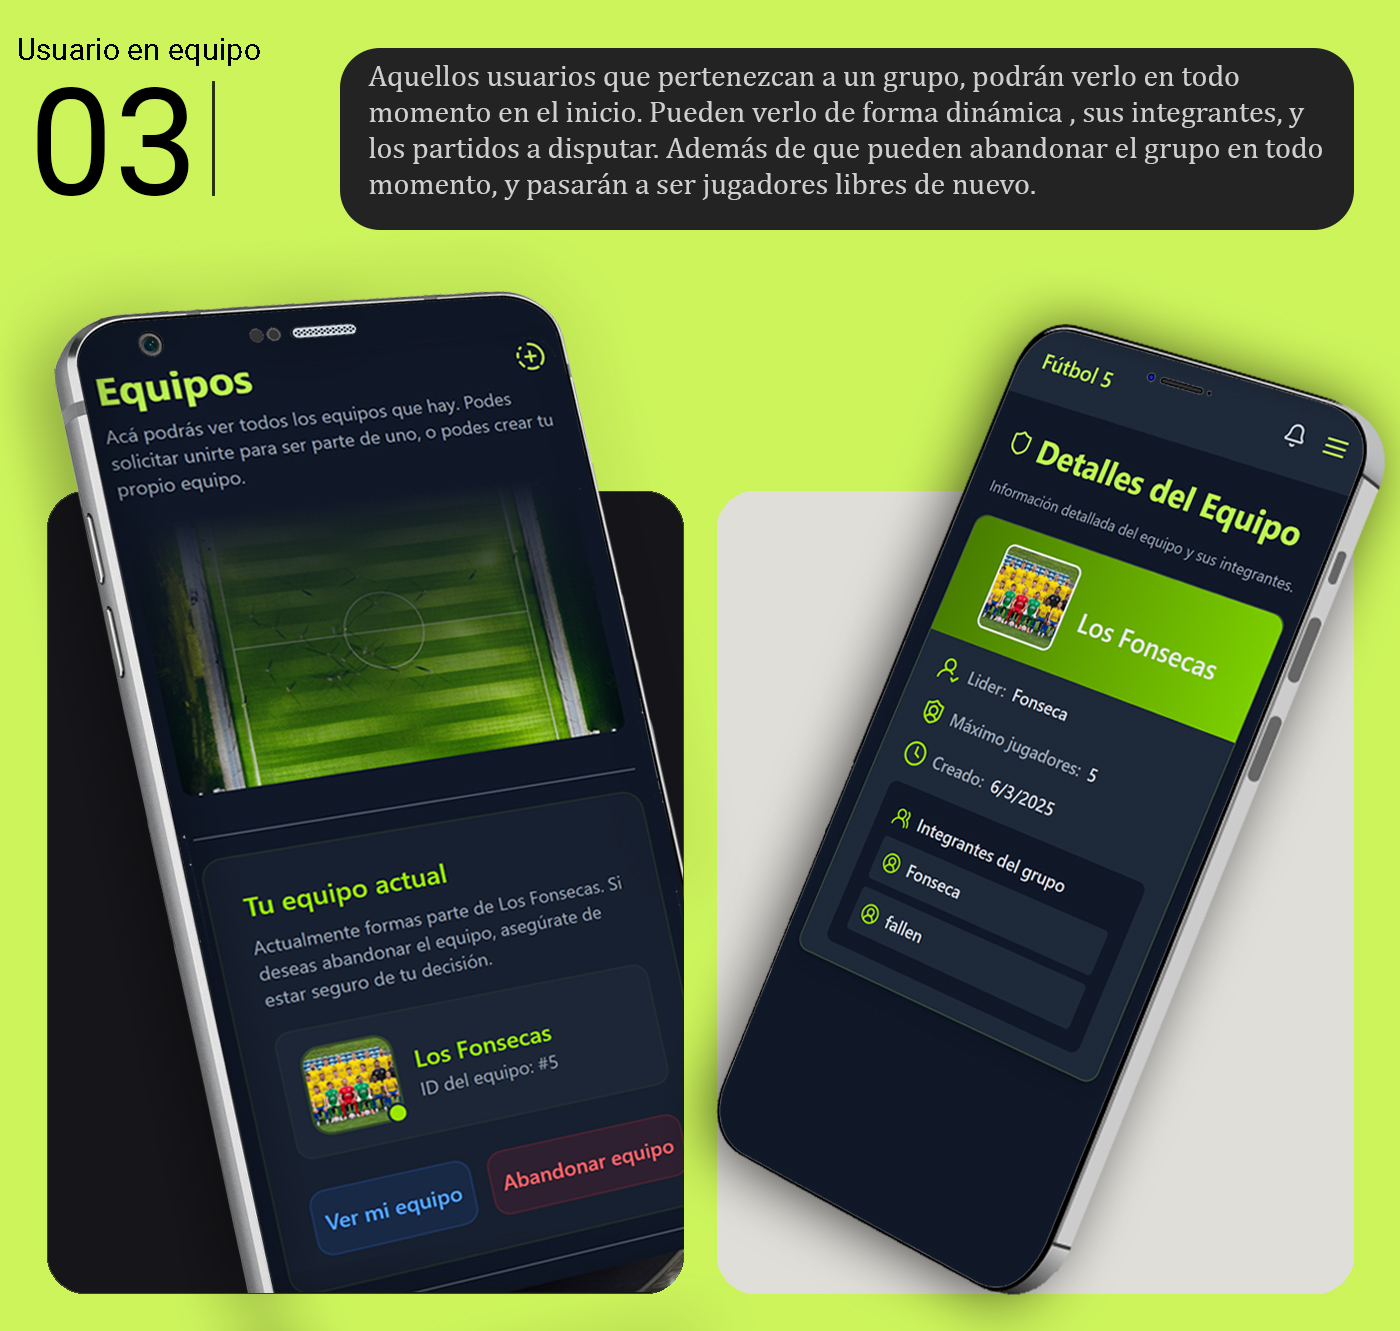 Usuario en equipo
03
Aquellos usuarios que pertenezcan a un grupo, podrán verlo en todo
momento en el inicio. Pueden verlo de forma dinámica , sus integrantes, y
los partidos a disputar. Además de que pueden abandonar el grupo en todo
momento, y pasarán a ser jugadores libres de nuevo.
Equipos
Acá podrás ver todos los equipos que hay. Podes
solicitar unirte para ser parte de uno, o podes crear tu
propio equipo.
Tu equipo actual
Actualmente formas parte de Los Fonsecas. Si
deseas abandonar el equipo, asegúrate de
estar seguro de tu decisión.
Los Fonsecas
ID del equipo: #5
Ver mi equipo
Abandonar equipo
Fútbol 5
Detalles del Equipo
Información detallada del equipo y sus integrantes.
Los Fonsecas
Lider: Fonseca
Máximo jugadores: 5
Creado: 6/3/2025
Integrantes del grupo
Fonseca
fallen